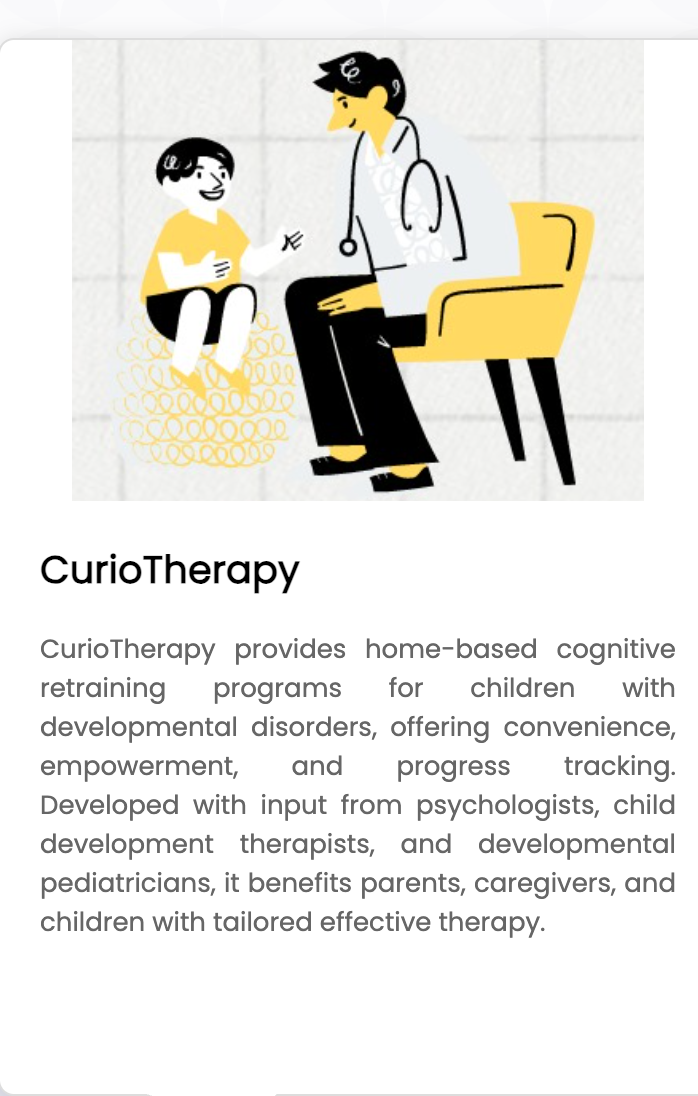 CurioTherapy
CurioTherapy provides home-based cognitive
retraining programs for children with
developmental disorders, offering convenience,
empowerment, and progress tracking.
Developed with input from psychologists, child
development therapists, and developmental
pediatricians, it benefits parents, caregivers, and
children with tailored effective therapy.